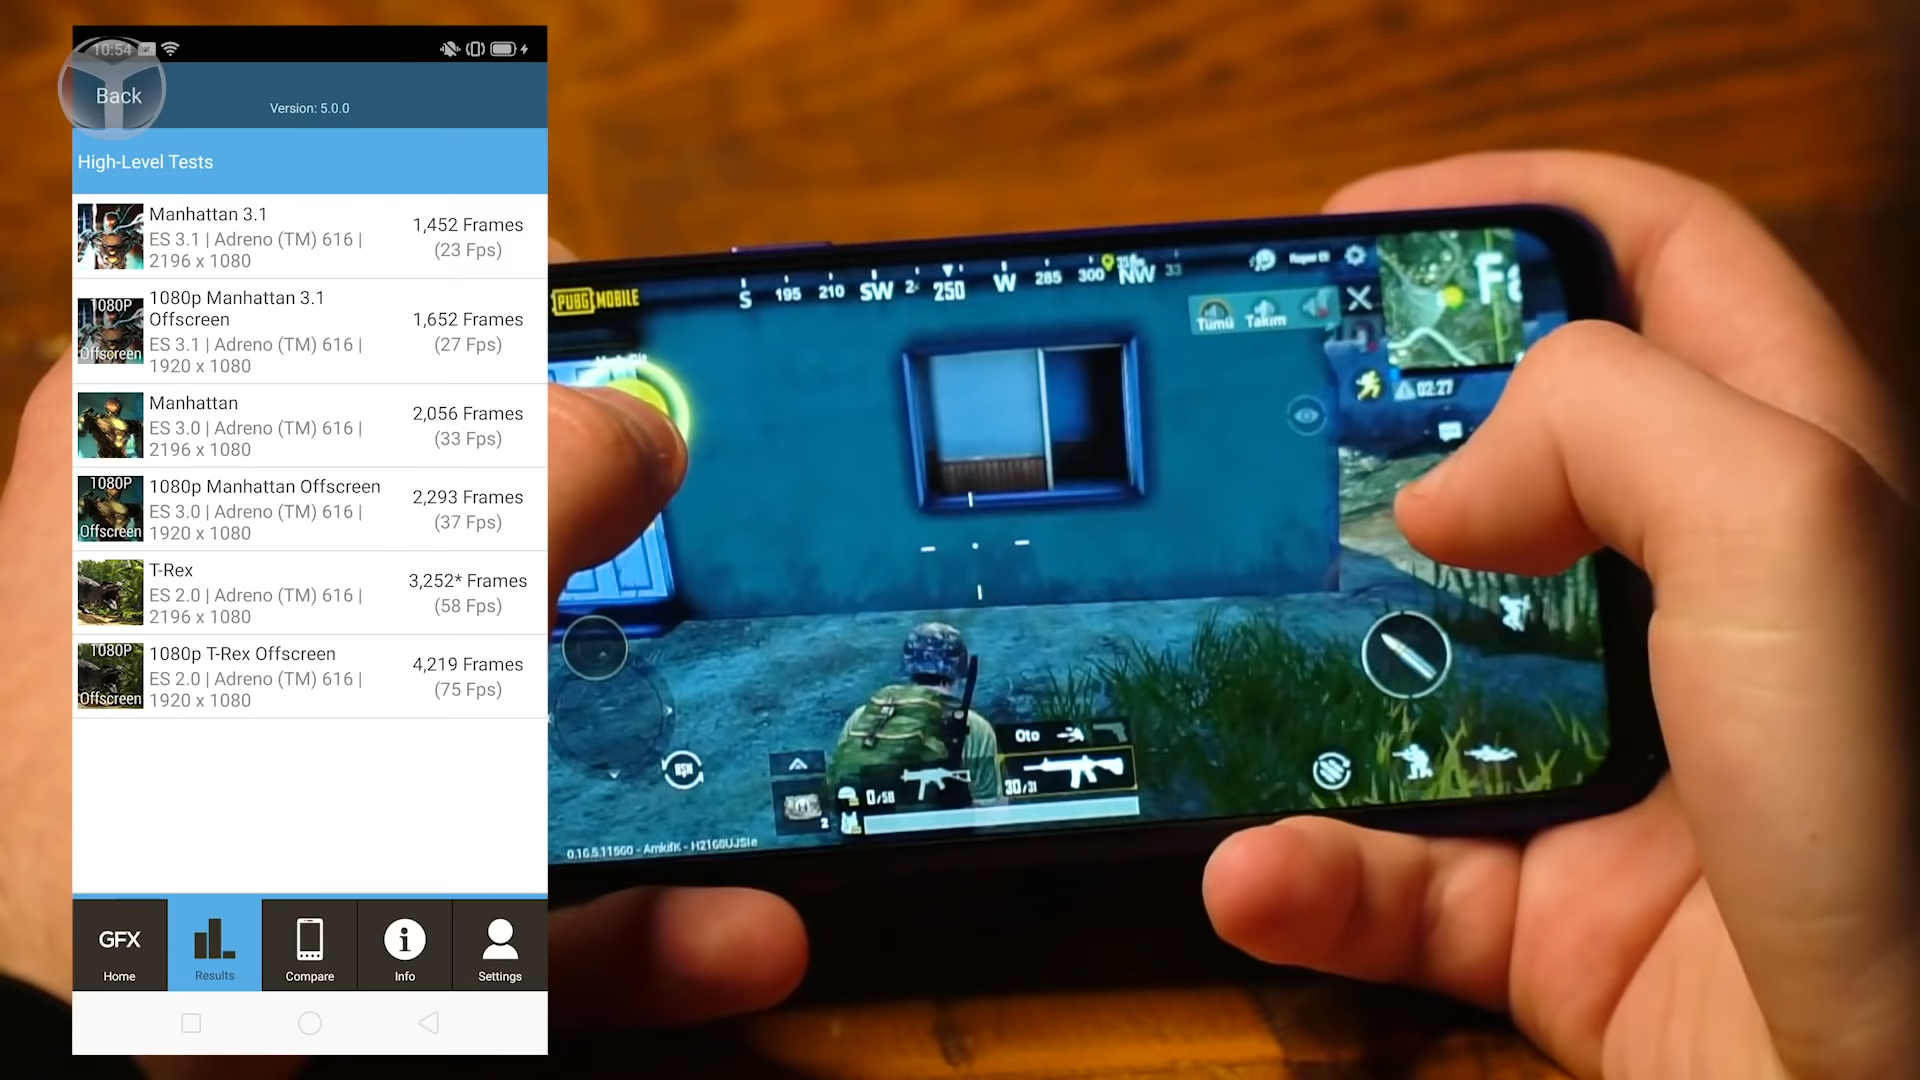 10:54
Back
Version: 5.0.0
High-Level Tests
Manhattan 3.1
ES 3.1 | Adreno (TM) 616 |
2196 x 1080
1,452 Frames
(23 Fps)
1080P
Offscreen
1080p Manhattan 3.1
Offscreen
ES 3.1 | Adreno (TM) 616 |
1920 x 1080
1,652 Frames
(27 Fps)
Manhattan
ES 3.0 | Adreno (TM) 616 |
2196 x 1080
2,056 Frames
(33 Fps)
1080P
Offscreen
1080p Manhattan Offscreen
ES 3.0 | Adreno (TM) 616 |
1920 x 1080
2,293 Frames
(37 Fps)
T-Rex
ES 2.0 | Adreno (TM) 616 |
2196 x 1080
3,252* Frames
(58 Fps)
1080P
Offscreen
1080p T-Rex Offscreen
ES 2.0 | Adreno (TM) 616 |
1920 x 1080
4,219 Frames
(75 Fps)
GFX
Home
Results
Compare
Info
Settings
PUBG MOBILE
S 195 210 SW 250 W 285 300 NW 33
Tümü Takım
02:27
Oto
0/58
30/31
2